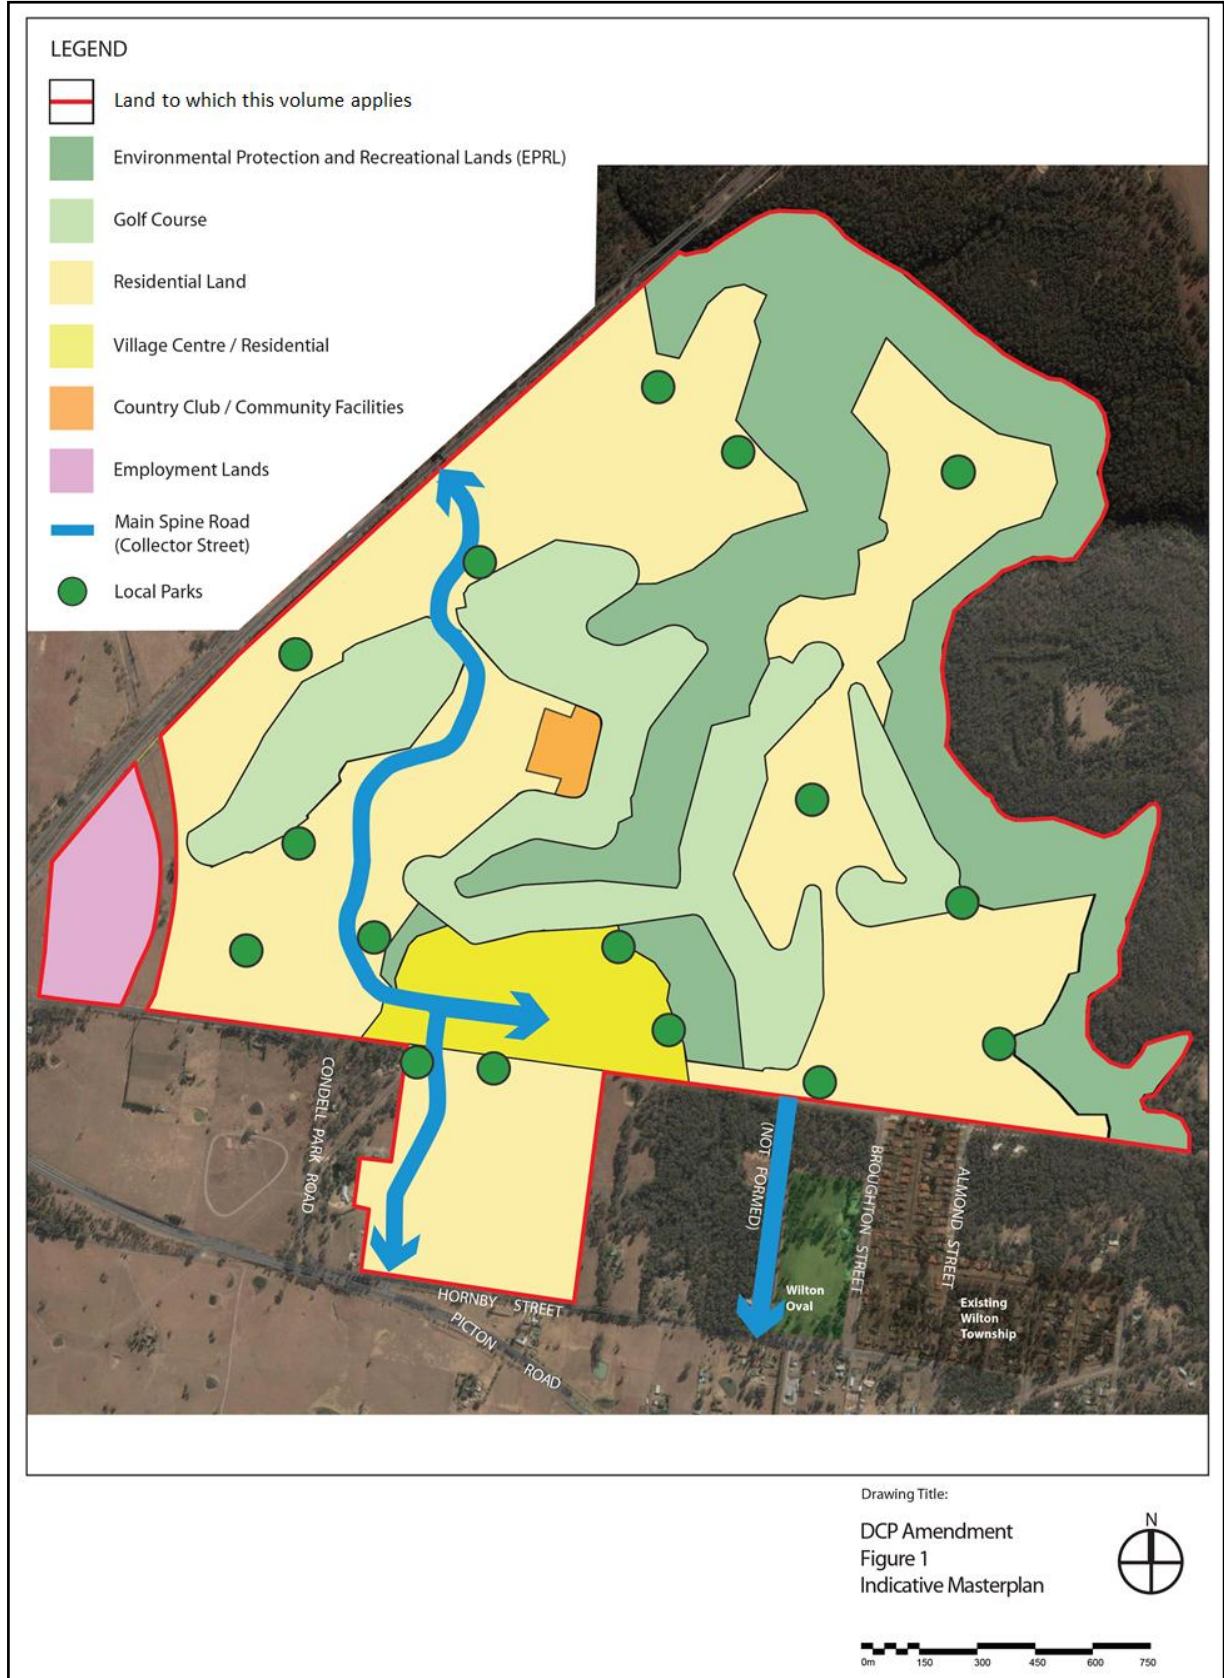 LEGEND
Land to which this volume applies
Environmental Protection and Recreational Lands (EPRL)
Golf Course
Residential Land
Village Centre / Residential
Country Club / Community Facilities
Employment Lands
Main Spine Road
(Collector Street)
Local Parks
CONDELL PARK
ROAD
(NOT FORMED)
BROUGHTON STREET
ALMOND STREET
Wilton
Oval
Existing
Wilton
Township
HORNBY STREET
PICTON ROAD
Drawing Title:
DCP Amendment
Figure 1
Indicative Masterplan
N
0m 150 300 450 600 750